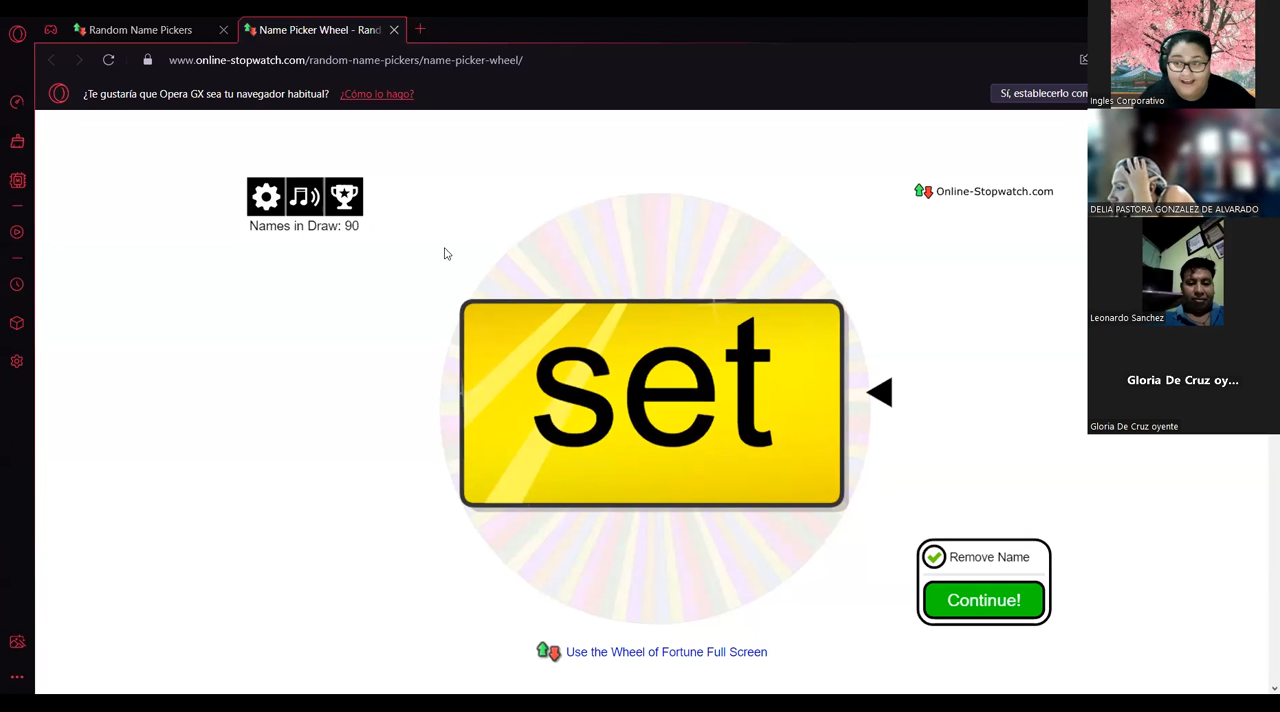 Random Name Pickers
Name Picker Wheel - Rand
www.online-stopwatch.com/random-name-pickers/name-picker-wheel/
¿Te gustaría que Opera GX sea tu navegador habitual? ¿Cómo lo hago?
Sí, establecerlo com
Ingles Corporativo
DELIA PASTORA GONZALEZ DE ALVARADO
Leonardo Sanchez
Gloria De Cruz oy...
Gloria De Cruz oyente
Names in Draw: 90
Online-Stopwatch.com
set
Remove Name
Continue!
Use the Wheel of Fortune Full Screen